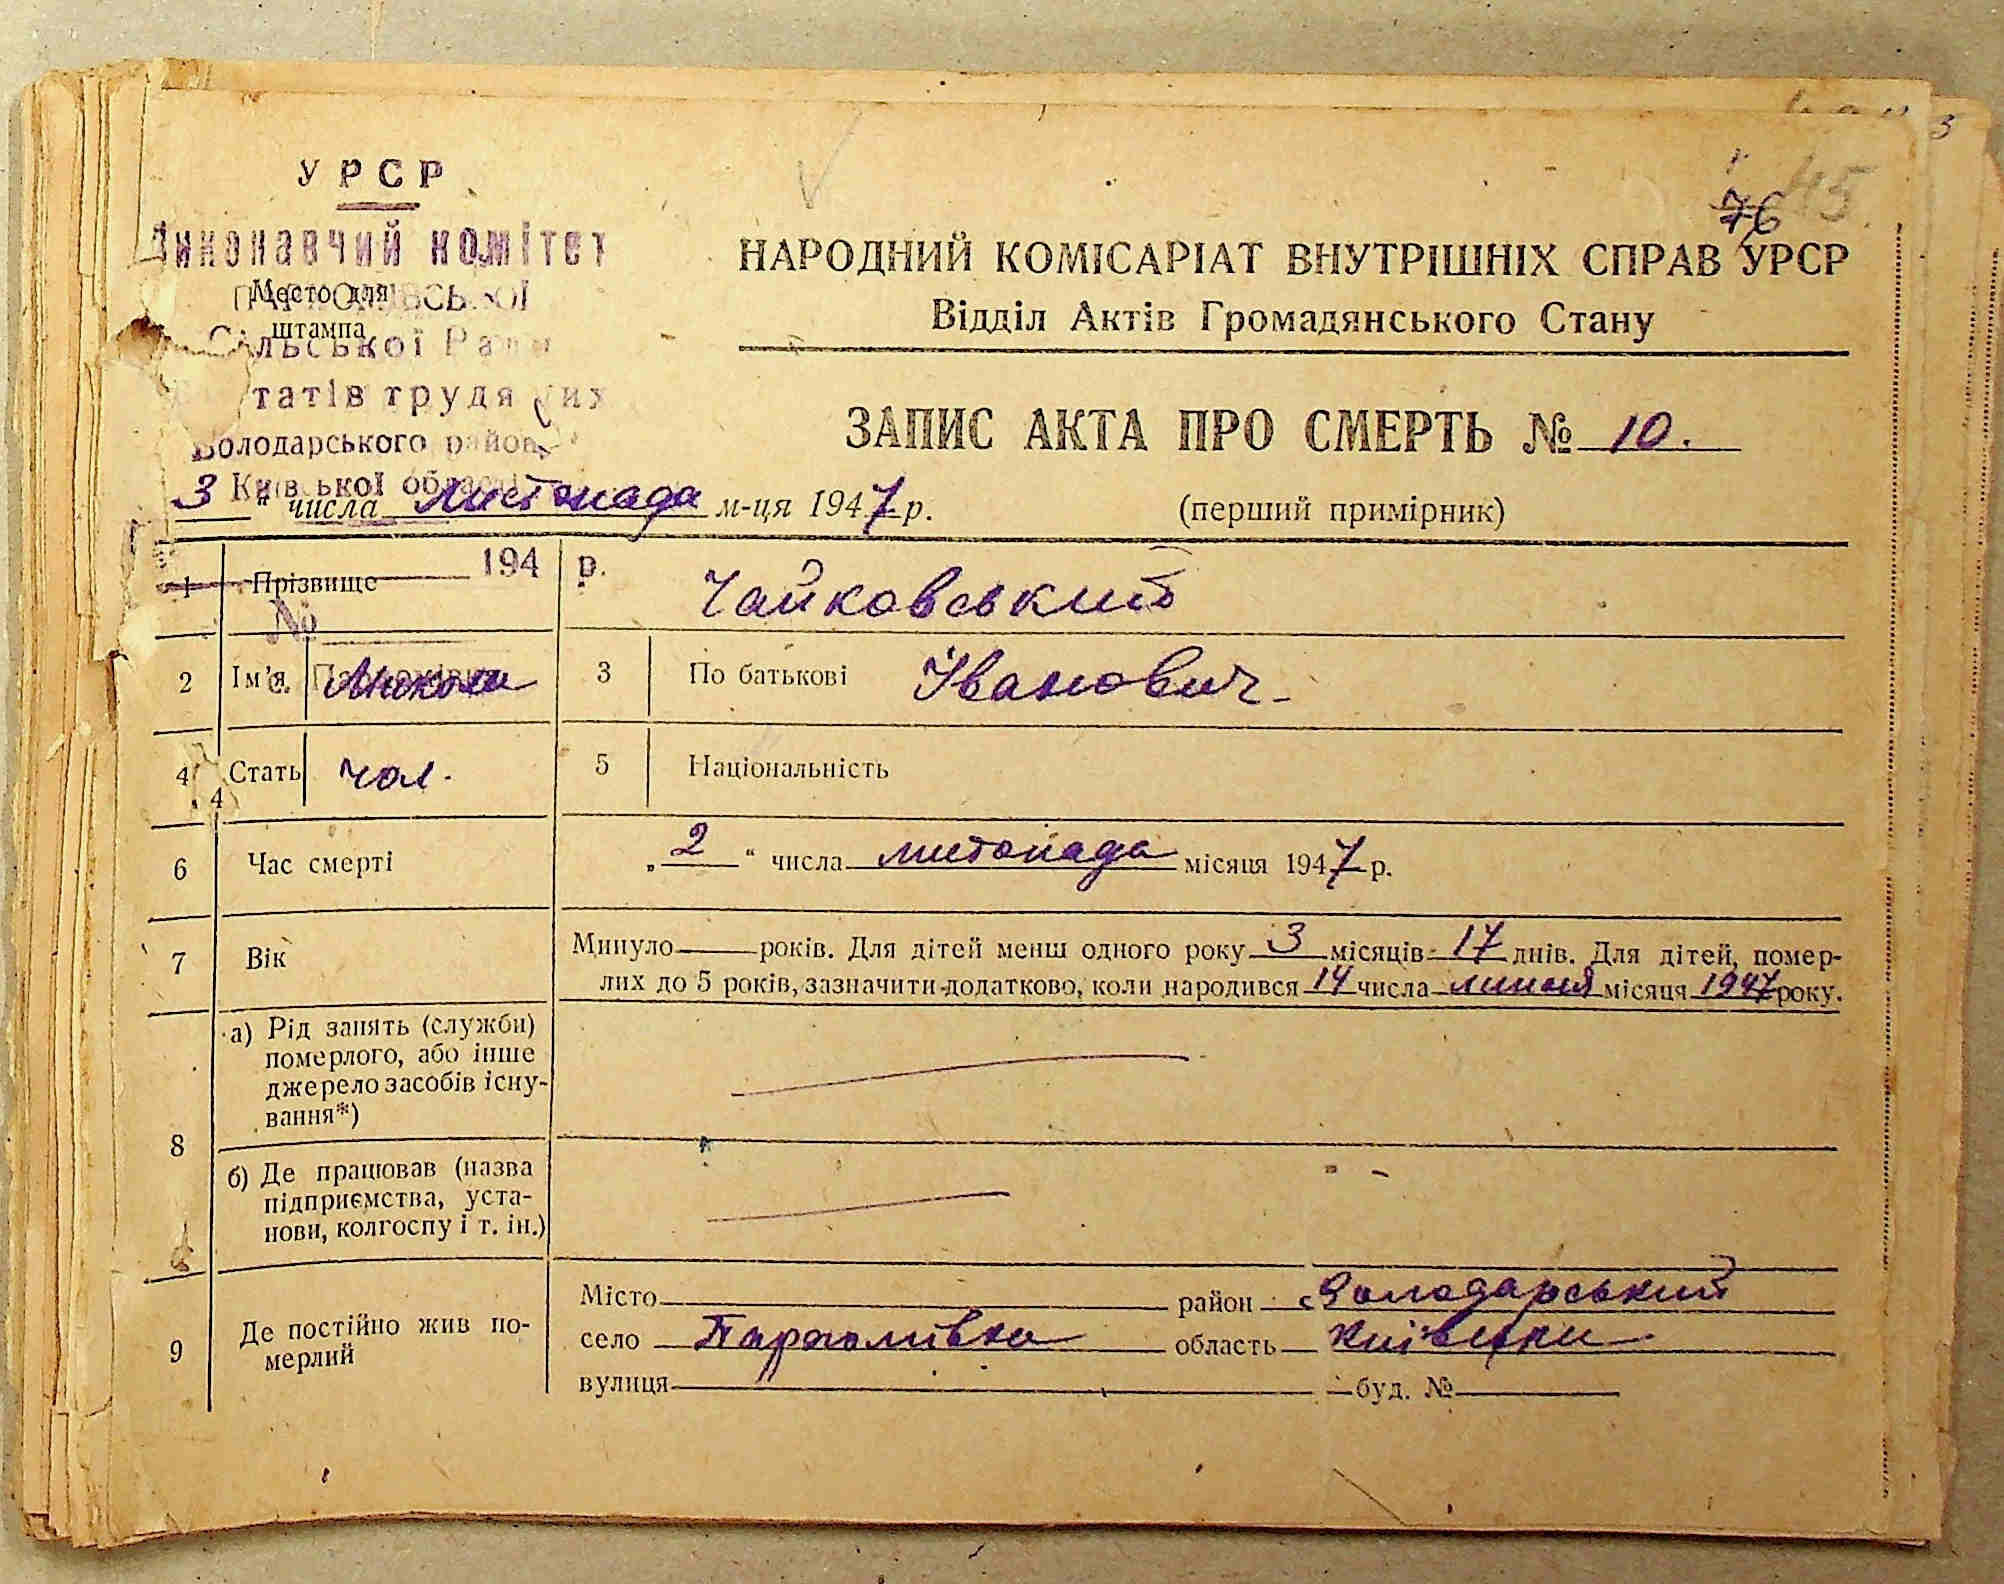 45
76
УРСР
Виконавчий комітет
Место для
штампа
Сільської Ради
трудящих
Володарського району
Київської області
194 р.
№
НАРОДНИЙ КОМІСАРІАТ ВНУТРІШНІХ СПРАВ УРСР
Відділ Актів Громадянського Стану
ЗАПИС АКТА ПРО СМЕРТЬ № 10.
3 " числа листопада м-ця 1947 р.
(перший примірник)
1 Прізвище Чайковський
2 Ім'я Микола 3 По батькові Іванович
4 Стать чол. 5 Національність
6 Час смерті „ 2 " числа листопада місяця 1947 р.
7 Вік Минуло — років. Для дітей менш одного року 3 місяців 17 днів. Для дітей, помер-
лих до 5 років, зазначити додатково, коли народився 14 числа липня місяця 1947 року.
8 а) Рід занять (служби)
померлого, або інше
джерело засобів існу-
вання*)
б) Де працював (назва
підприємства, уста-
нови, колгоспу і т. ін.)
9 Де постійно жив по-
мерлий
Місто район Володарський
село Пархомівка область
вулиця буд. №